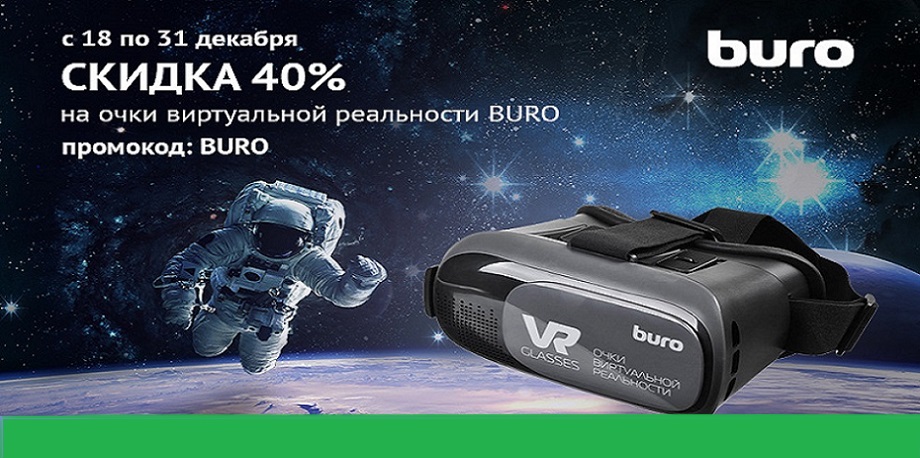 с 18 по 31 декабря
СКИДКА 40%
на очки виртуальной реальности BURO
промокод: BURO
buro
VR
GLASSES
buro
ОЧКИ
ВИРТУАЛЬНОЙ
РЕАЛЬНОСТИ